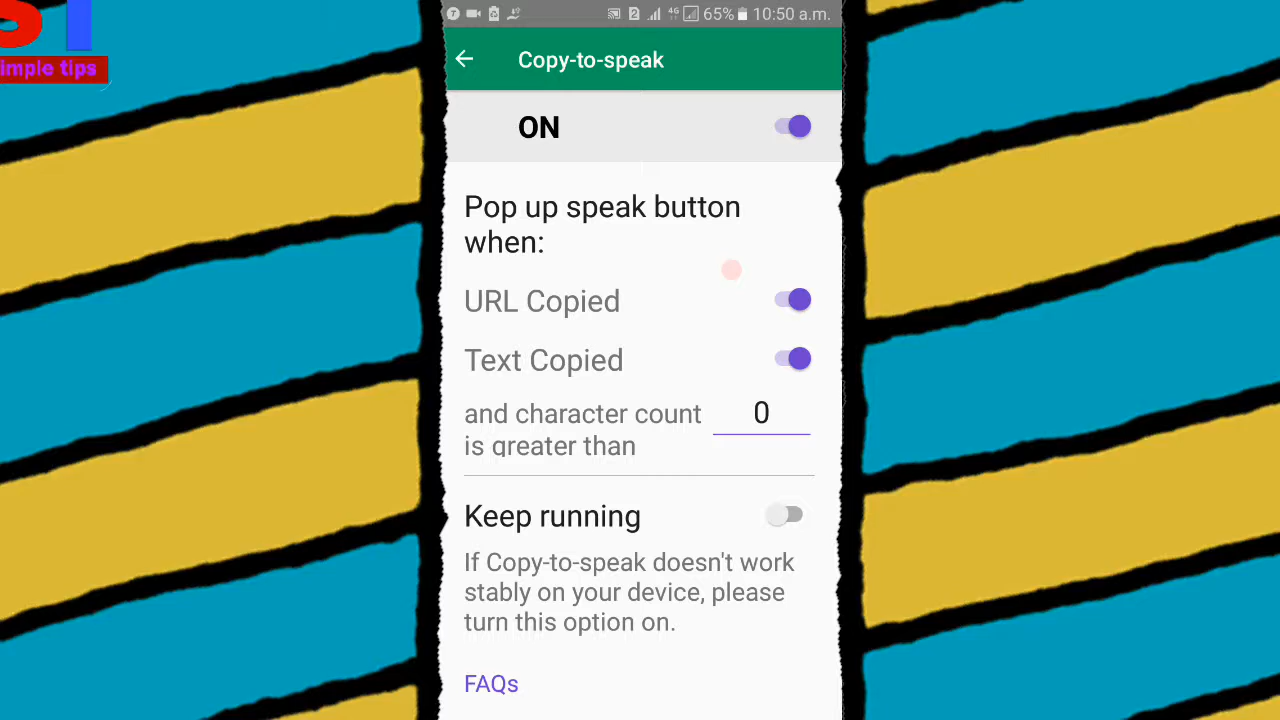 ST
imple tips
4G 65% 10:50 a.m.
Copy-to-speak
ON
Pop up speak button
when:
URL Copied
Text Copied
and character count
is greater than
0
Keep running
If Copy-to-speak doesn't work
stably on your device, please
turn this option on.
FAQs